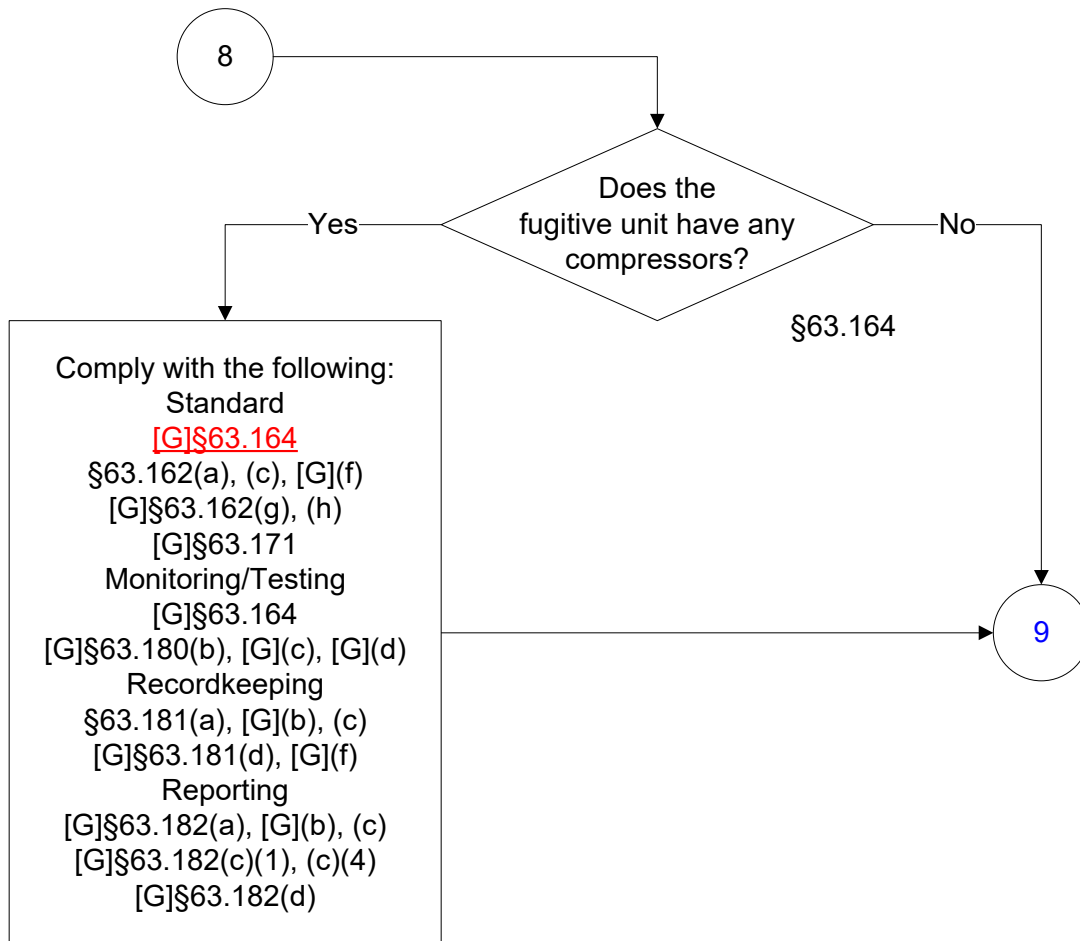 8
Does the
fugitive unit have any
compressors?
Yes
No
§63.164
Comply with the following:
Standard
[G]§63.164
§63.162(a), (c), [G](f)
[G]§63.162(g), (h)
[G]§63.171
Monitoring/Testing
[G]§63.164
[G]§63.180(b), [G](c), [G](d)
Recordkeeping
§63.181(a), [G](b), (c)
[G]§63.181(d), [G](f)
Reporting
[G]§63.182(a), [G](b), (c)
[G]§63.182(c)(1), (c)(4)
[G]§63.182(d)
9